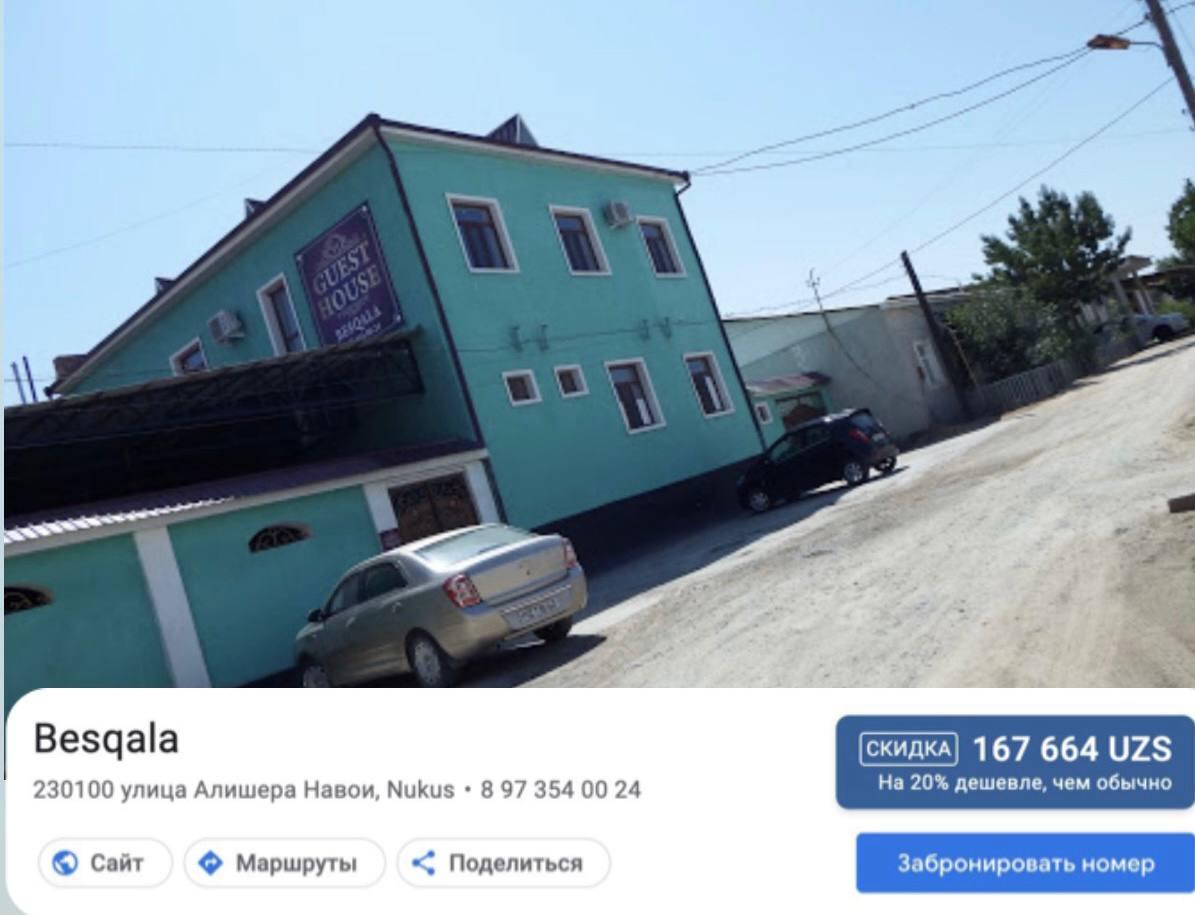 GUEST
HOUSE
BESQALA
Besqala
СКИДКА 167 664 UZS
На 20% дешевле, чем обычно
230100 улица Алишера Навои, Nukus • 8 97 354 00 24
Сайт
Маршруты
Поделиться
Забронировать номер